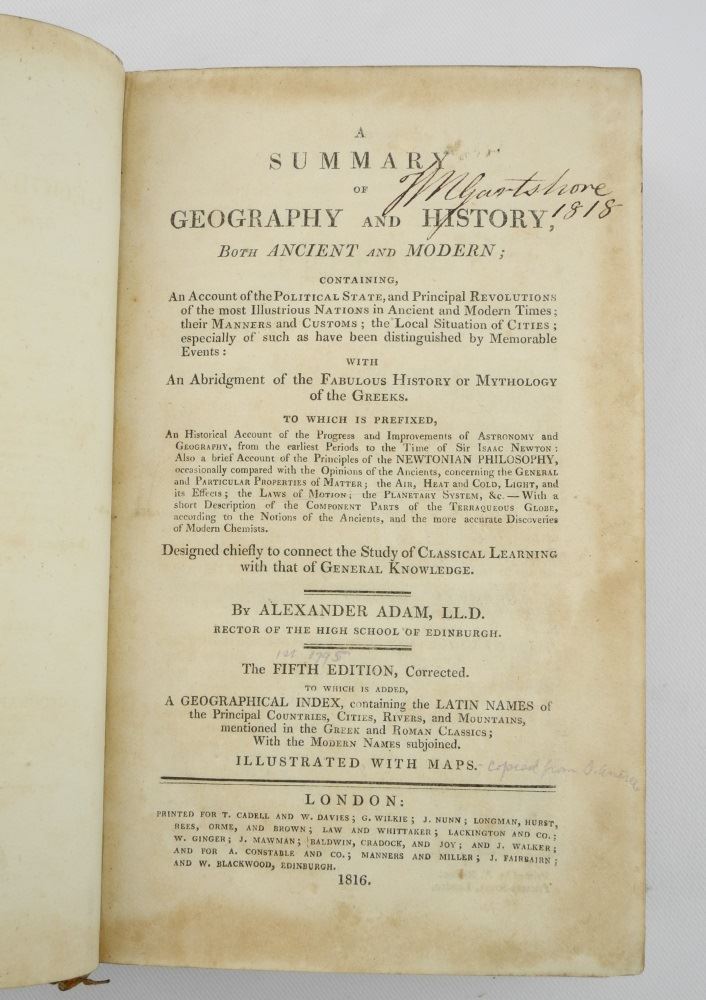 A
SUMMARY
OF
GEOGRAPHY AND HISTORY,
Gartshore
1818
BOTH ANCIENT AND MODERN;
CONTAINING,
An Account of the POLITICAL STATE, and Principal REVOLUTIONS
of the most Illustrious NATIONS in Ancient and Modern Times;
their MANNERS and CUSTOMS; the Local Situation of CITIES;
especially of such as have been distinguished by Memorable
Events:
WITH
An Abridgment of the FABULOUS HISTORY or MYTHOLOGY
of the GREEKS.
TO WHICH IS PREFIXED,
An Historical Account of the Progress and Improvements of ASTRONOMY and
GEOGRAPHY, from the earliest Periods to the Time of Sir ISAAC NEWTON:
Also a brief Account of the Principles of the NEWTONIAN PHILOSOPHY,
occasionally compared with the Opinions of the Ancients, concerning the GENERAL
and PARTICULAR PROPERTIES of MATTER; the AIR, HEAT and COLD, LIGHT, and
its Effects; the LAWS of MOTION; the PLANETARY SYSTEM, &c. — With a
short Description of the COMPONENT PARTS of the TERRAQUEOUS GLOBE,
according to the Notions of the Ancients, and the more accurate Discoveries
of Modern Chemists.
Designed chiefly to connect the Study of CLASSICAL LEARNING
with that of GENERAL KNOWLEDGE.
BY ALEXANDER ADAM, LL.D.
RECTOR OF THE HIGH SCHOOL OF EDINBURGH.
1st 1795
The FIFTH EDITION, Corrected.
TO WHICH IS ADDED,
A GEOGRAPHICAL INDEX, containing the LATIN NAMES of
the Principal COUNTRIES, CITIES, RIVERS, and MOUNTAINS,
mentioned in the GREEK and ROMAN CLASSICS;
With the MODERN NAMES subjoined.
ILLUSTRATED WITH MAPS. - copied from
LONDON:
PRINTED FOR T. CADELL AND W. DAVIES; G. WILKIE; J. NUNN; LONGMAN, HURST,
REES, ORME, AND BROWN; LAW AND WHITTAKER; LACKINGTON AND CO.;
W. GINGER; J. MAWMAN; BALDWIN, CRADOCK, AND JOY; AND J. WALKER;
AND FOR A. CONSTABLE AND CO.; MANNERS AND MILLER; J. FAIRBAIRN;
AND W. BLACKWOOD, EDINBURGH.
1816.